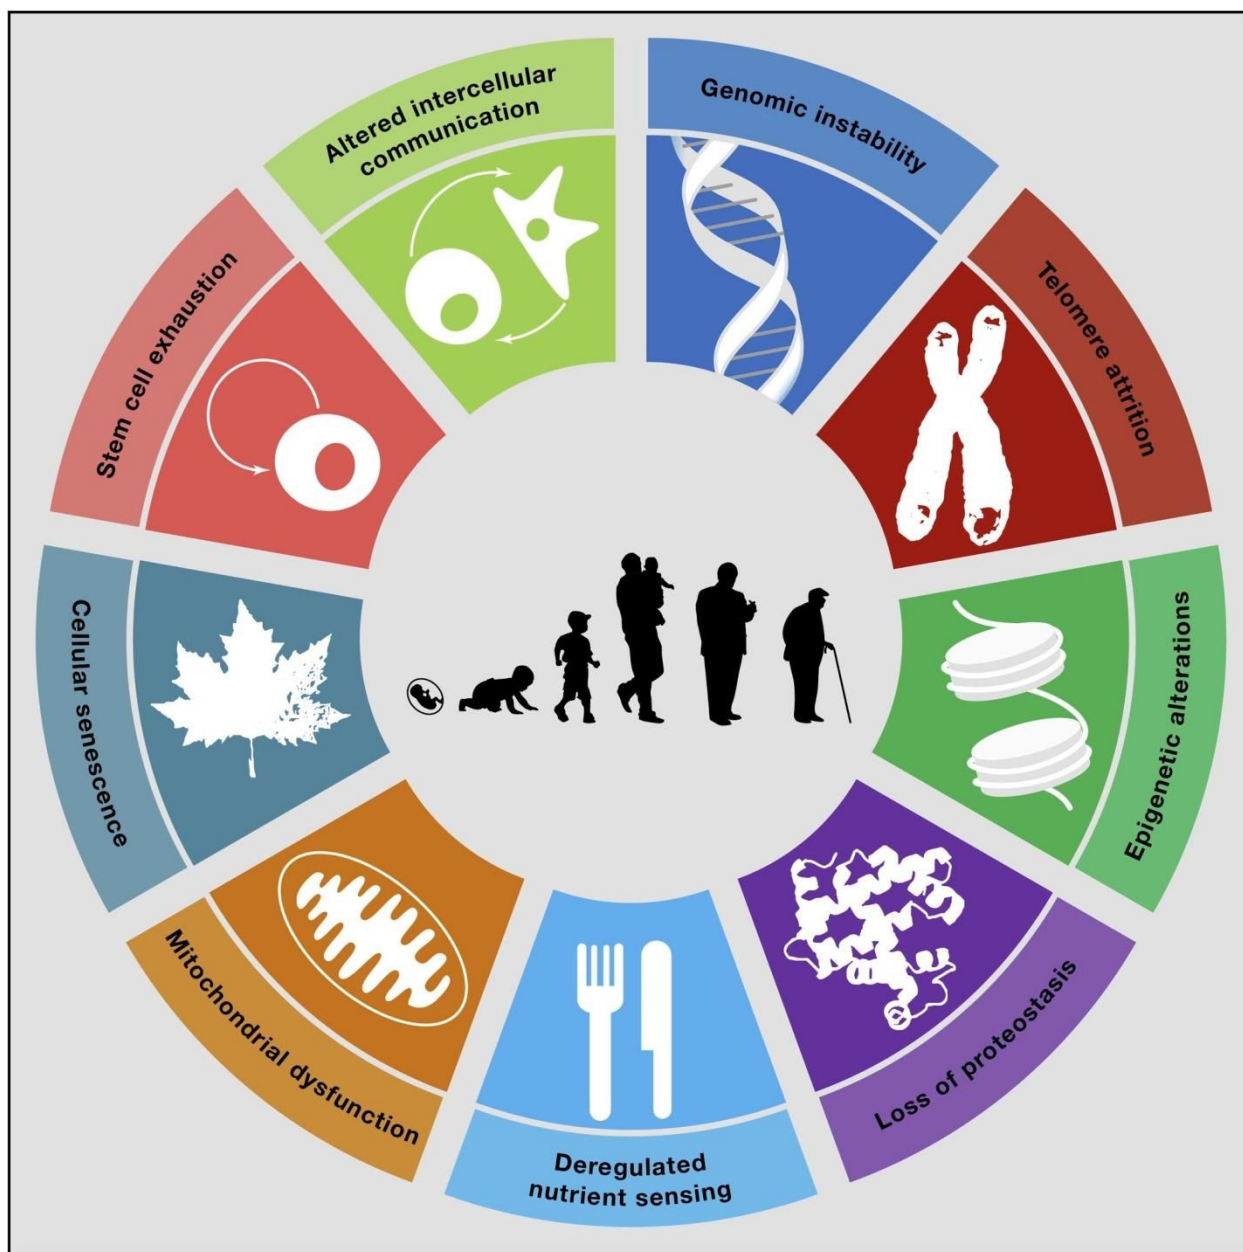 Altered intercellular
communication
Genomic instability
Telomere attrition
Epigenetic alterations
Loss of proteostasis
Deregulated
nutrient sensing
Mitochondrial dysfunction
Cellular senescence
Stem cell exhaustion